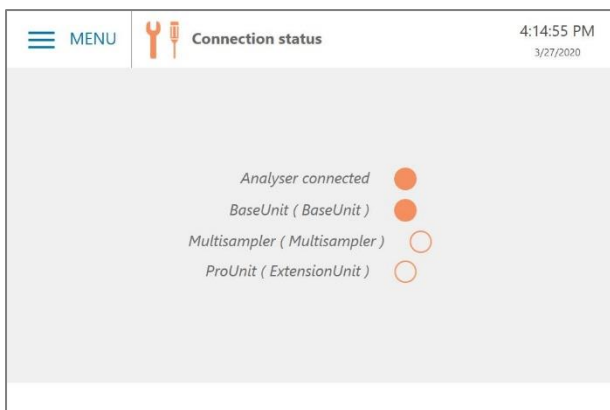 MENU
Connection status
4:14:55 PM
3/27/2020
Analyser connected
BaseUnit ( BaseUnit )
Multisampler ( Multisampler )
ProUnit ( ExtensionUnit )